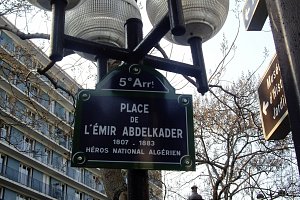 5e Arrt
PLACE
DE
L'ÉMIR ABDELKADER
1807 - 1883
HÉROS NATIONAL ALGÉRIEN